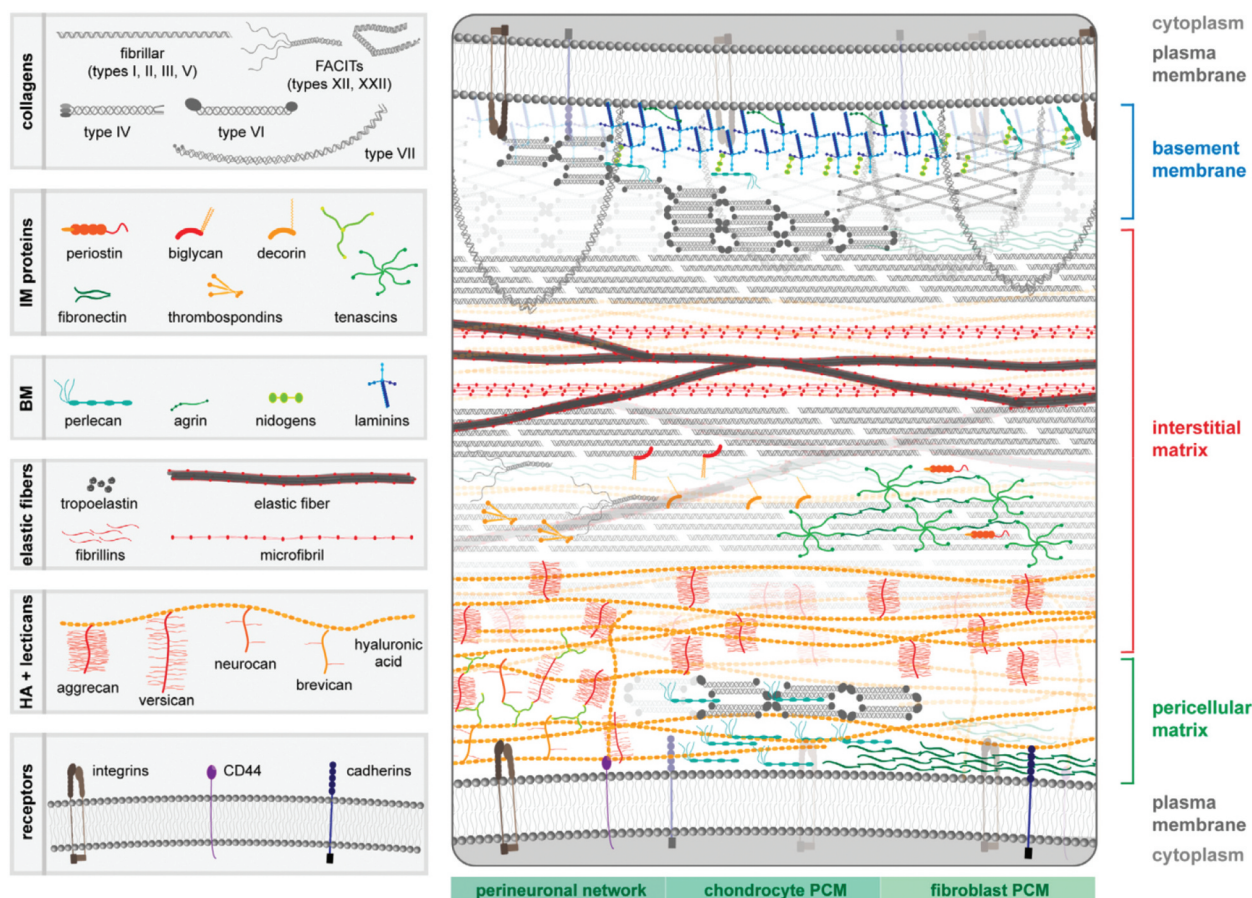 collagens
fibrillar
(types I, II, III, V)
FACITs
(types XII, XXII)
type IV
type VI
type VII
IM proteins
periostin
biglycan
decorin
fibronectin
thrombospondins
tenascins
BM
perlecan
agrin
nidogens
laminins
elastic fibers
tropoelastin
elastic fiber
fibrillins
microfibril
HA + lecticans
aggrecan
versican
neurocan
brevican
hyaluronic
acid
receptors
integrins
CD44
cadherins
cytoplasm
plasma
membrane
basement
membrane
interstitial
matrix
pericellular
matrix
plasma
membrane
cytoplasm
perineuronal network
chondrocyte PCM
fibroblast PCM